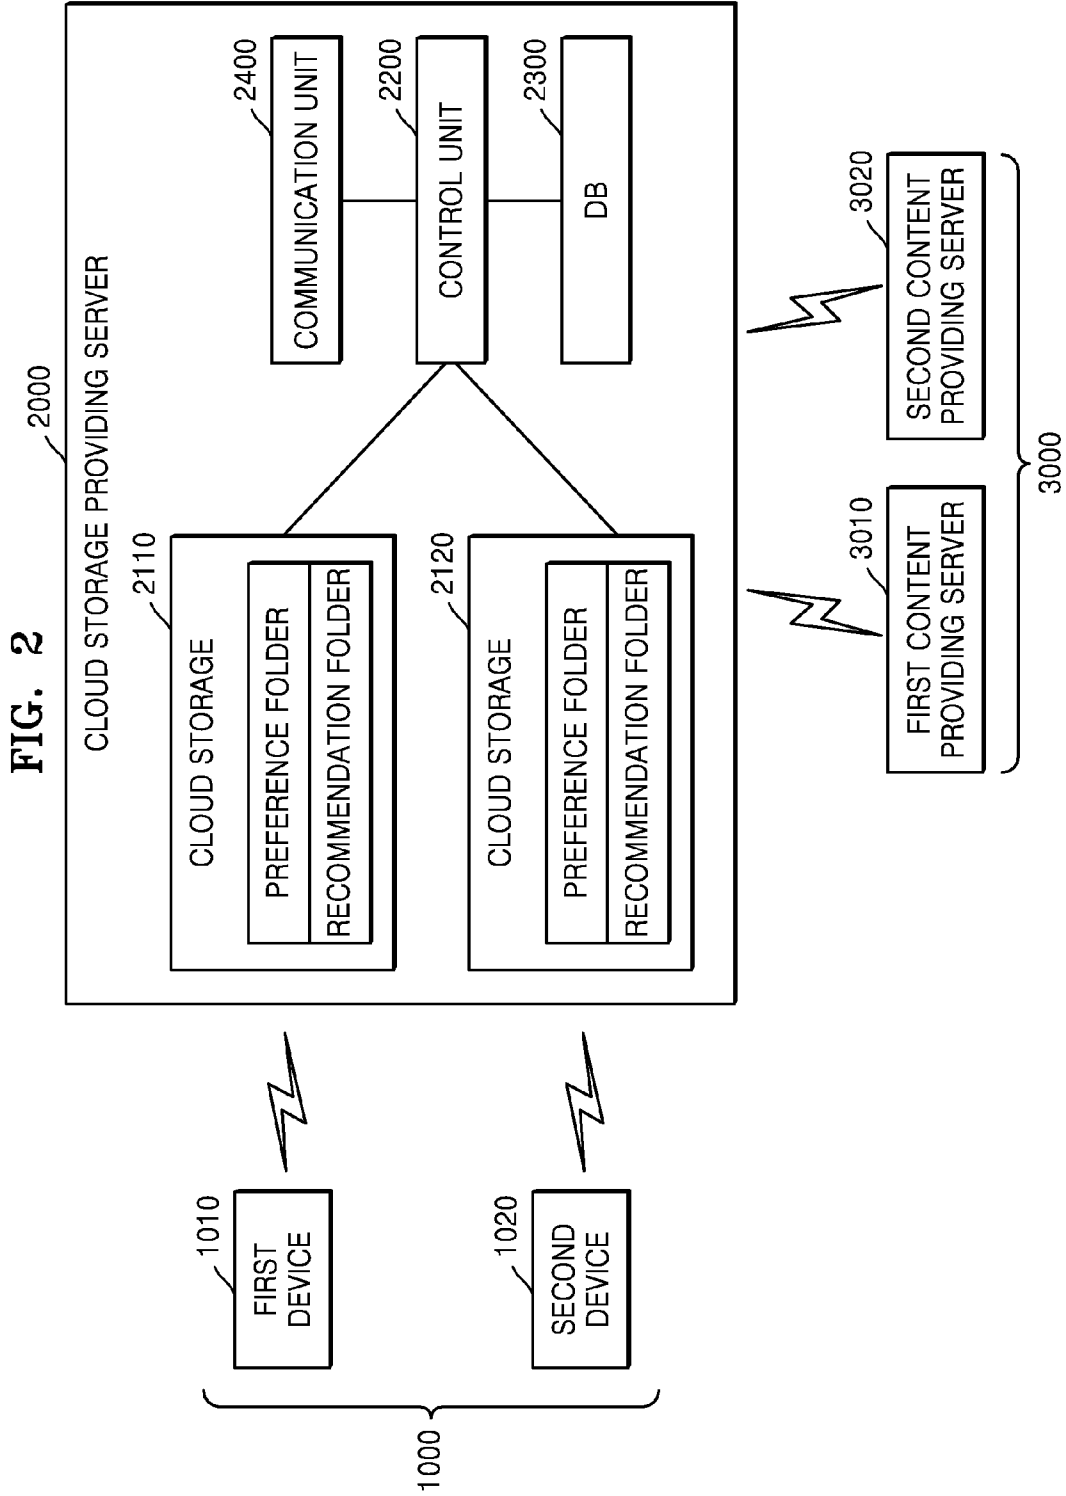 FIG. 2
2000
CLOUD STORAGE PROVIDING SERVER
1010
FIRST
DEVICE
1020
SECOND
DEVICE
1000
2110
CLOUD STORAGE
PREFERENCE FOLDER
RECOMMENDATION FOLDER
2120
CLOUD STORAGE
PREFERENCE FOLDER
RECOMMENDATION FOLDER
2400
COMMUNICATION UNIT
2200
CONTROL UNIT
2300
DB
3010
FIRST CONTENT
PROVIDING SERVER
3020
SECOND CONTENT
PROVIDING SERVER
3000